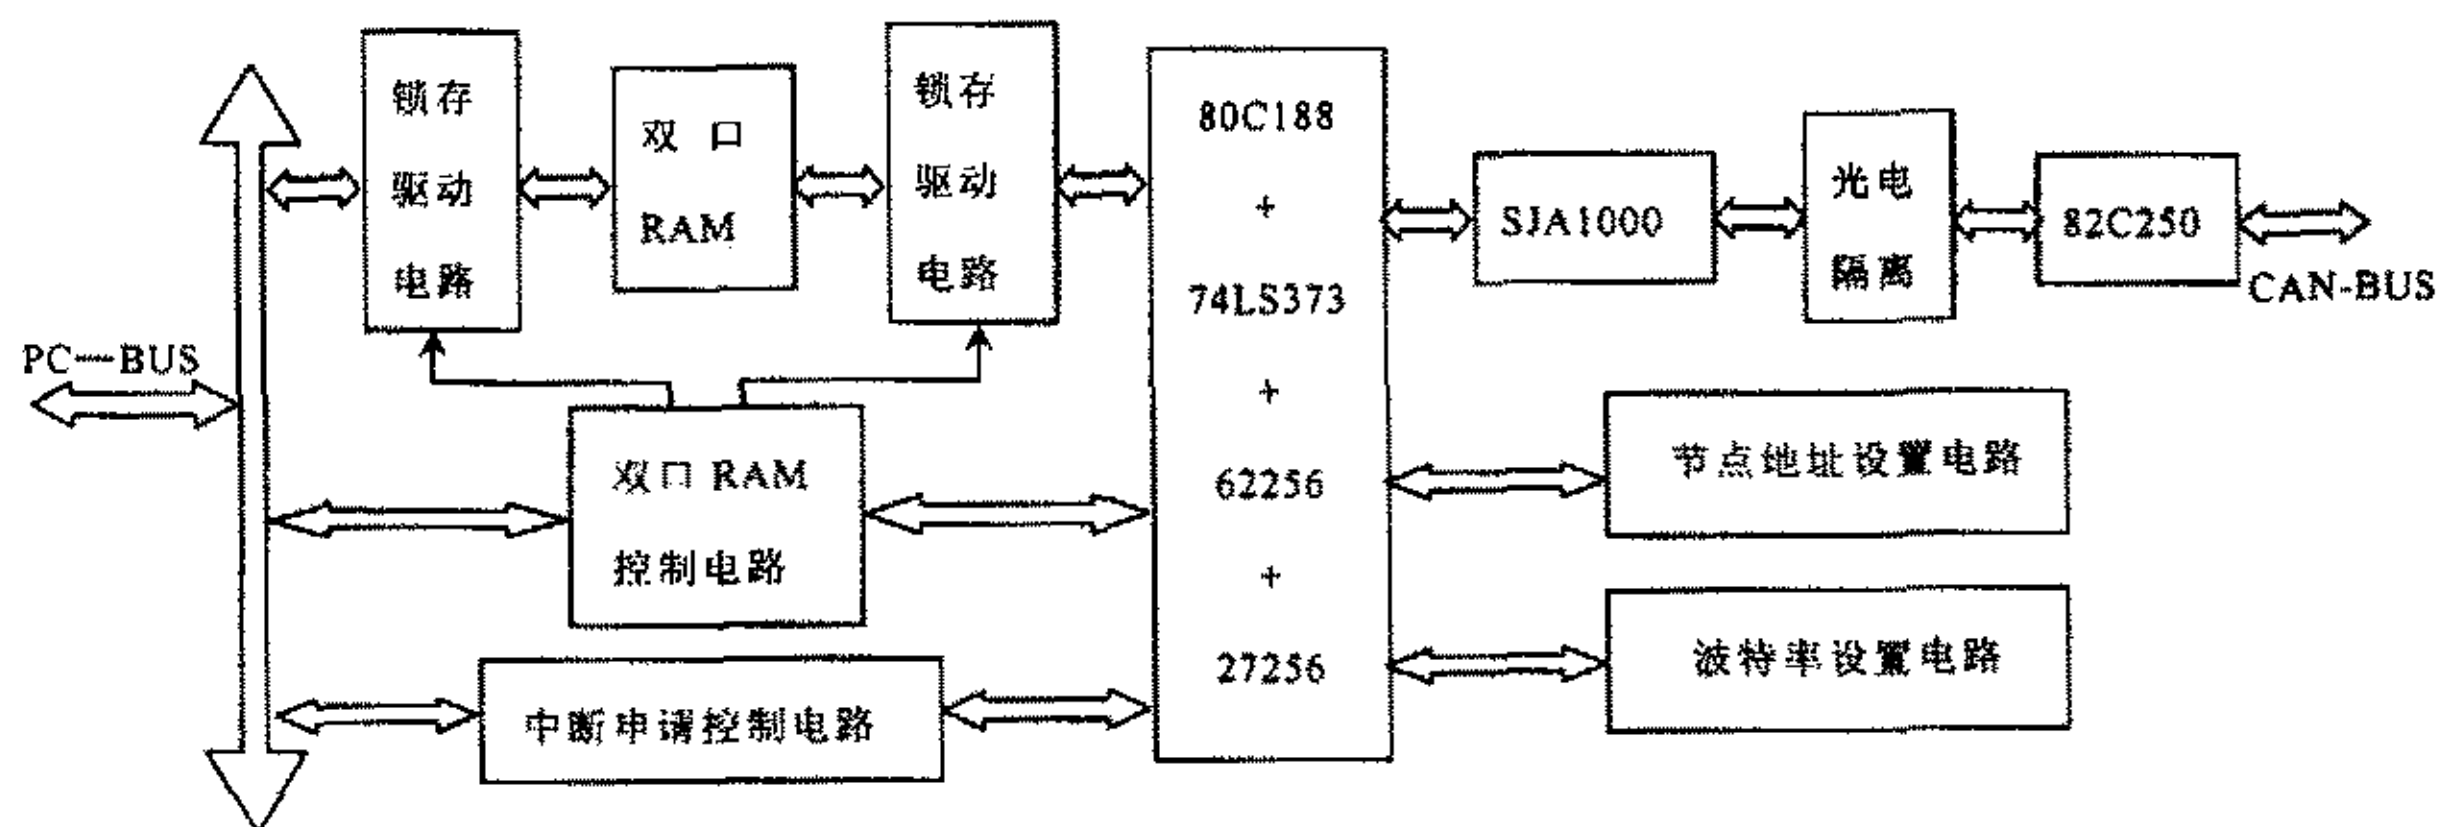 锁存
驱动
电路
双 口
RAM
锁存
驱动
电路
80C188
+
74LS373
+
62256
+
27256
SJA1000
光电
隔离
82C250
CAN-BUS
PC—BUS
双口 RAM
控制电路
节点地址设置电路
中断申请控制电路
波特率设置电路